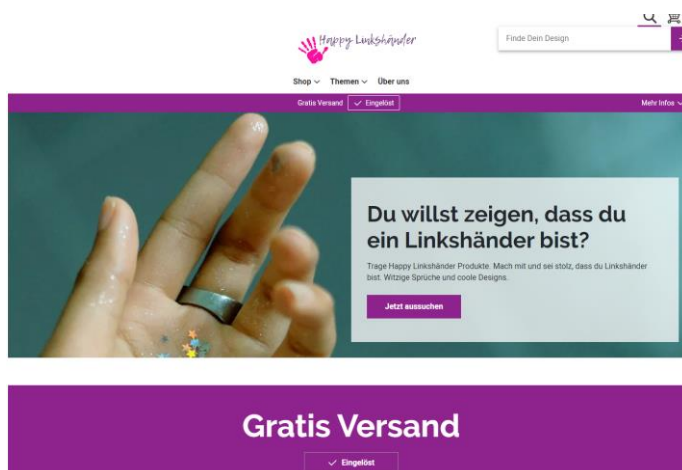 Happy Linkshänder
Finde Dein Design
Shop Themen Über uns
Gratis Versand Eingelöst Mehr Infos
Du willst zeigen, dass du
ein Linkshänder bist?
Trage Happy Linkshänder Produkte. Mach mit und sei stolz, dass du Linkshänder
bist. Witzige Sprüche und coole Designs.
Jetzt aussuchen
Gratis Versand
Eingelöst